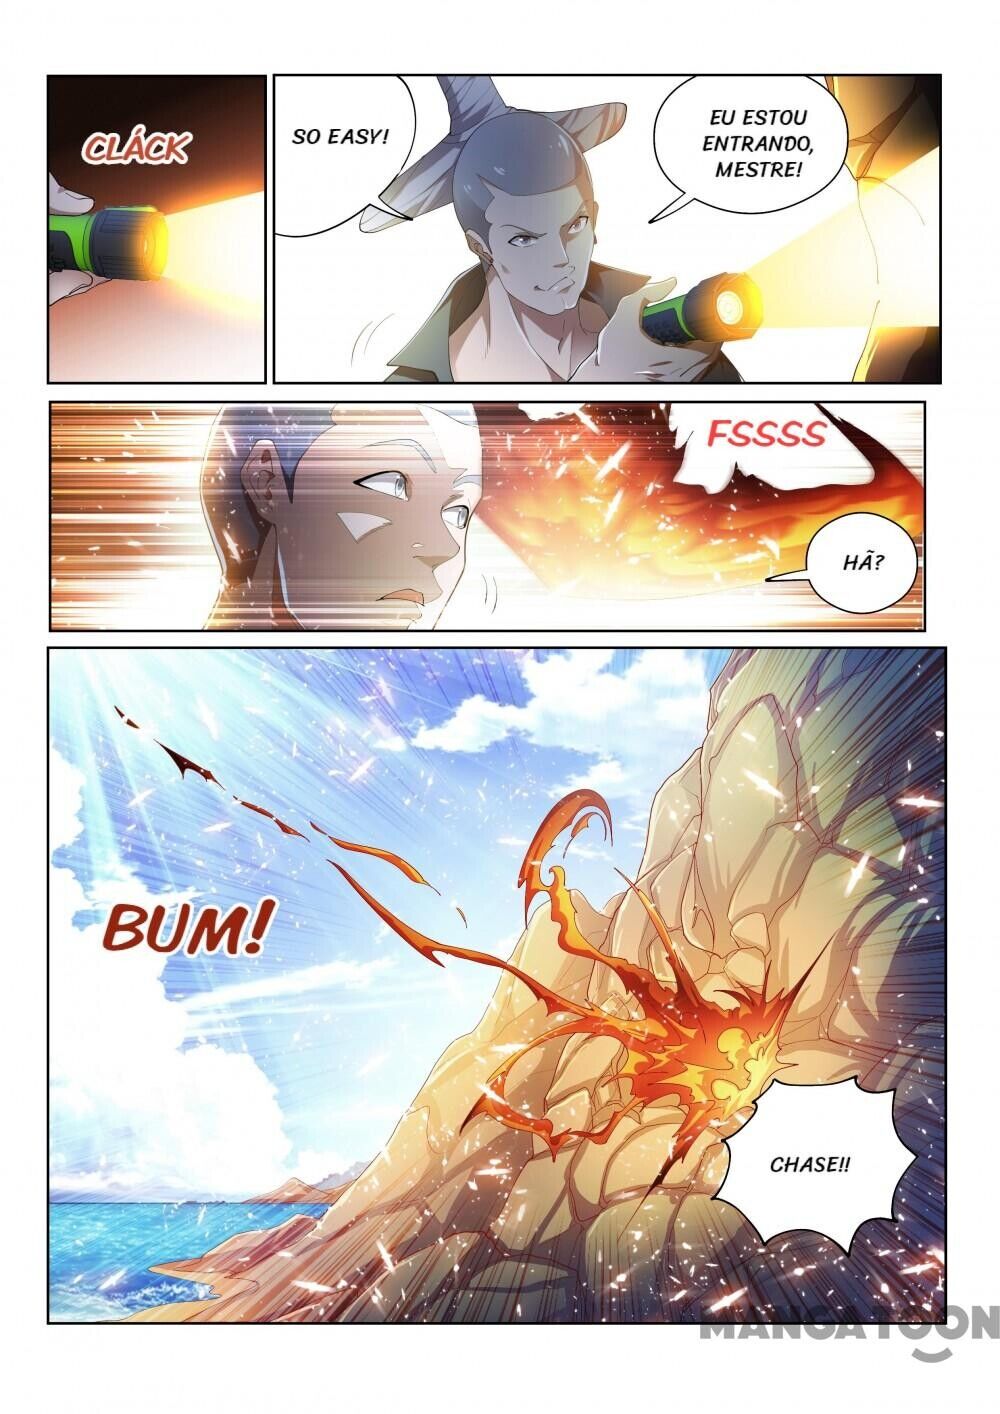 CLÁCK
SO EASY!
EU ESTOU
ENTRANDO,
MESTRE!
FSSSS
HÃ?
BUM!
CHASE!!
MANGATOON